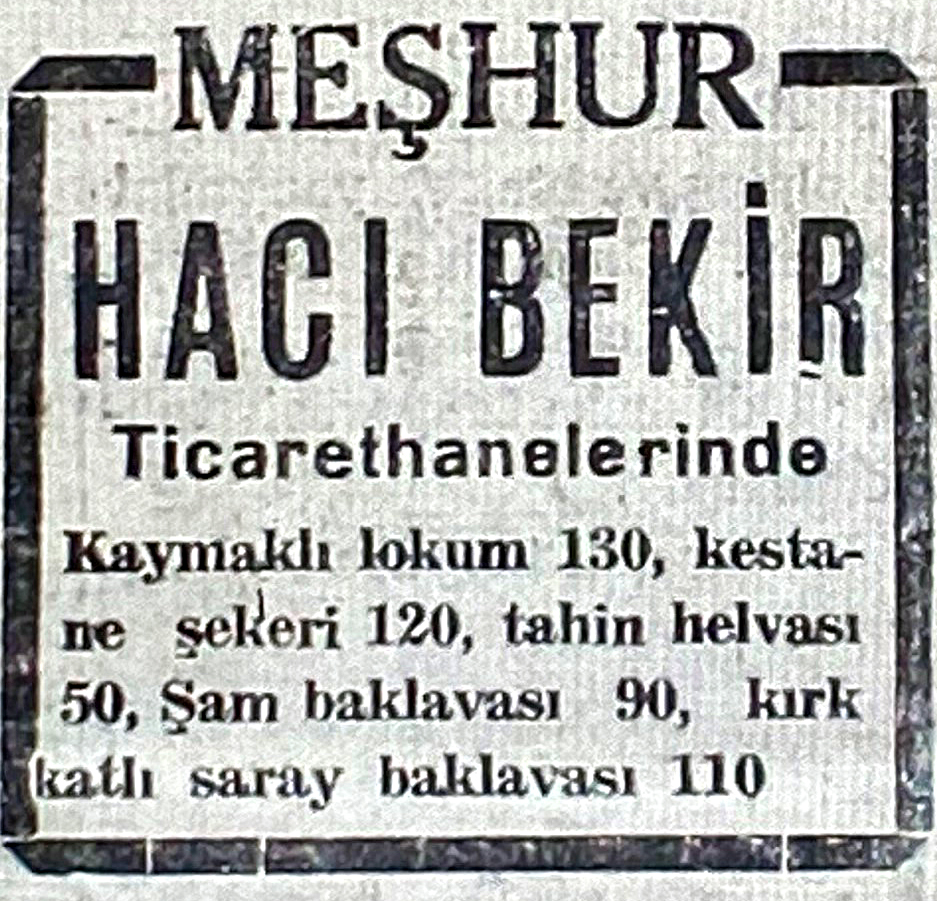 MEŞHUR
HACI BEKİR
Ticarethanelerinde
Kaymaklı lokum 130, kesta-
ne şekeri 120, tahin helvası
50, Şam baklavası 90, kırk
katlı saray baklavası 110